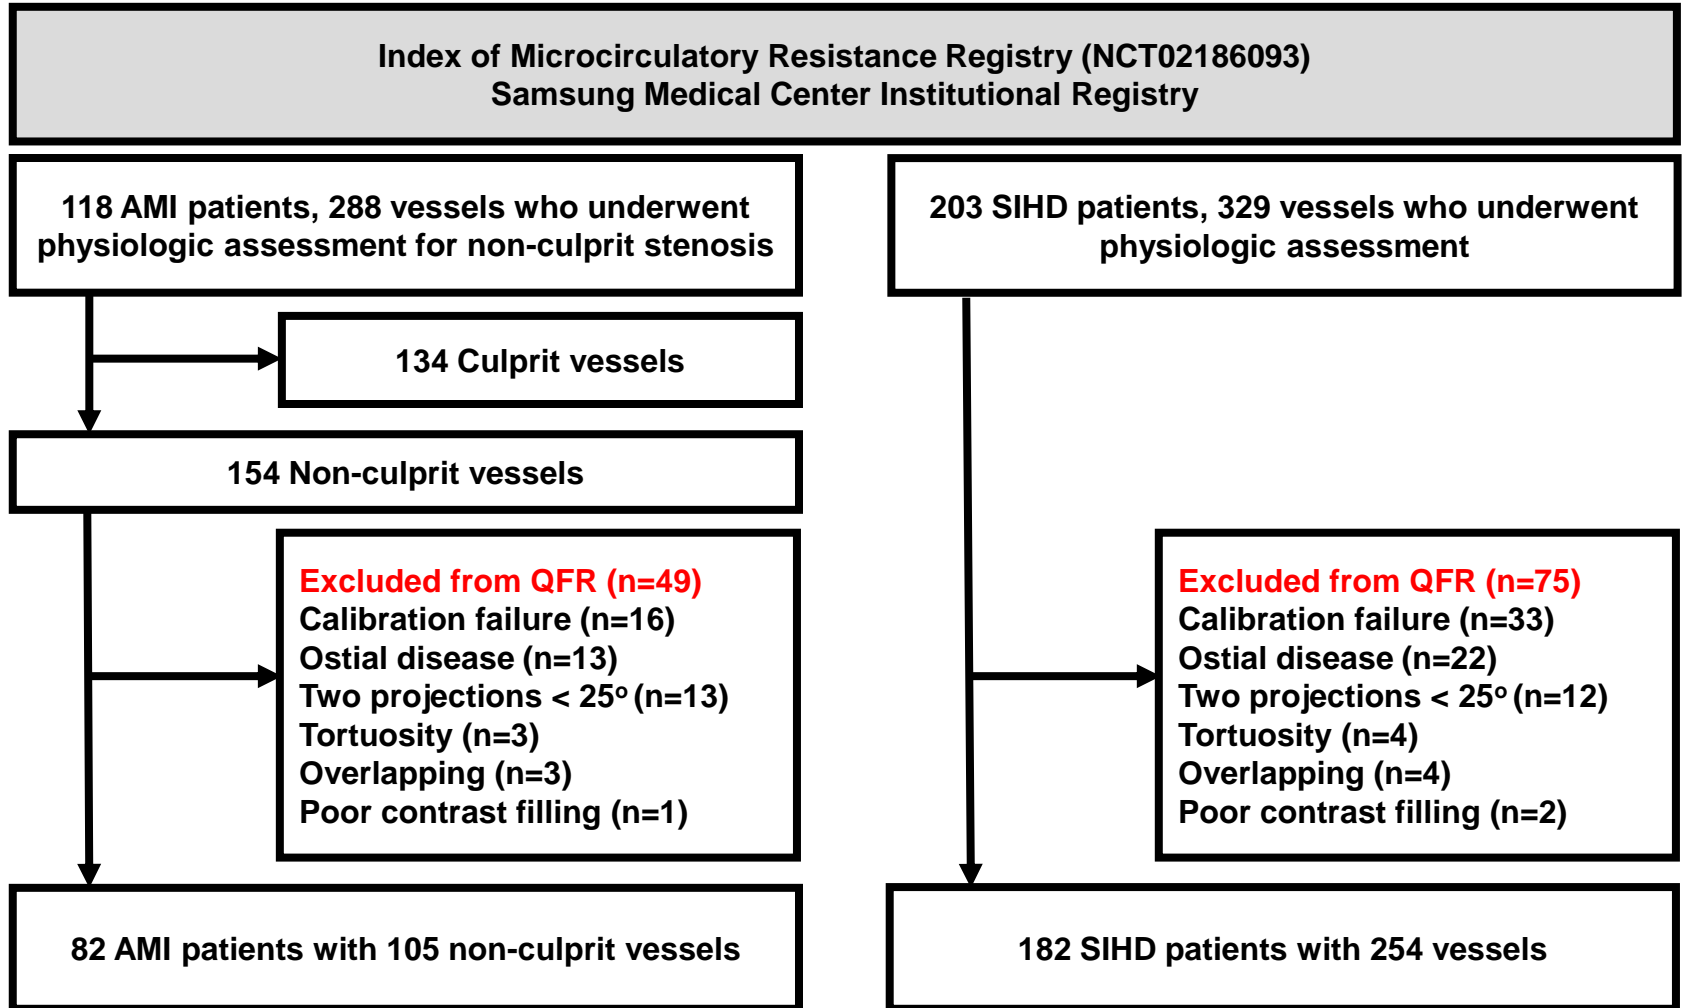 Index of Microcirculatory Resistance Registry (NCT02186093)
Samsung Medical Center Institutional Registry
118 AMI patients, 288 vessels who underwent
physiologic assessment for non-culprit stenosis
134 Culprit vessels
154 Non-culprit vessels
Excluded from QFR (n=49)
Calibration failure (n=16)
Ostial disease (n=13)
Two projections < 25° (n=13)
Tortuosity (n=3)
Overlapping (n=3)
Poor contrast filling (n=1)
82 AMI patients with 105 non-culprit vessels
203 SIHD patients, 329 vessels who underwent
physiologic assessment
Excluded from QFR (n=75)
Calibration failure (n=33)
Ostial disease (n=22)
Two projections < 25° (n=12)
Tortuosity (n=4)
Overlapping (n=4)
Poor contrast filling (n=2)
182 SIHD patients with 254 vessels